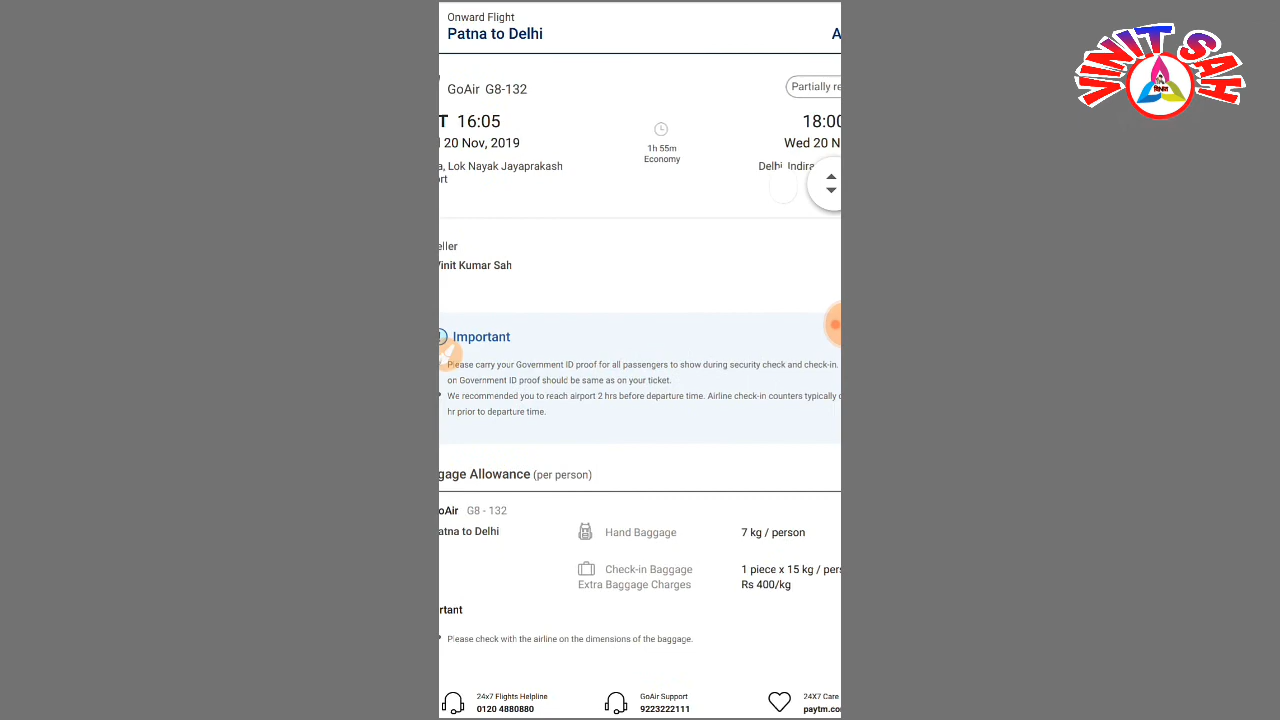 Onward Flight
Patna to Delhi
A
VINIT SAH
GoAir G8-132
Partially re
T 16:05
18:00
20 Nov, 2019
Wed 20 N
1h 55m
Economy
a, Lok Nayak Jayaprakash
Delhi, Indira
ort
eller
Vinit Kumar Sah
Important
Please carry your Government ID proof for all passengers to show during security check and check-in.
on Government ID proof should be same as on your ticket.
We recommended you to reach airport 2 hrs before departure time. Airline check-in counters typically
hr prior to departure time.
gage Allowance (per person)
oAir G8 - 132
atna to Delhi
Hand Baggage
7 kg / person
Check-in Baggage
1 piece x 15 kg / pers
Extra Baggage Charges
Rs 400/kg
rtant
Please check with the airline on the dimensions of the baggage.
24x7 Flights Helpline
0120 4880880
GoAir Support
9223222111
24X7 Care
paytm.co